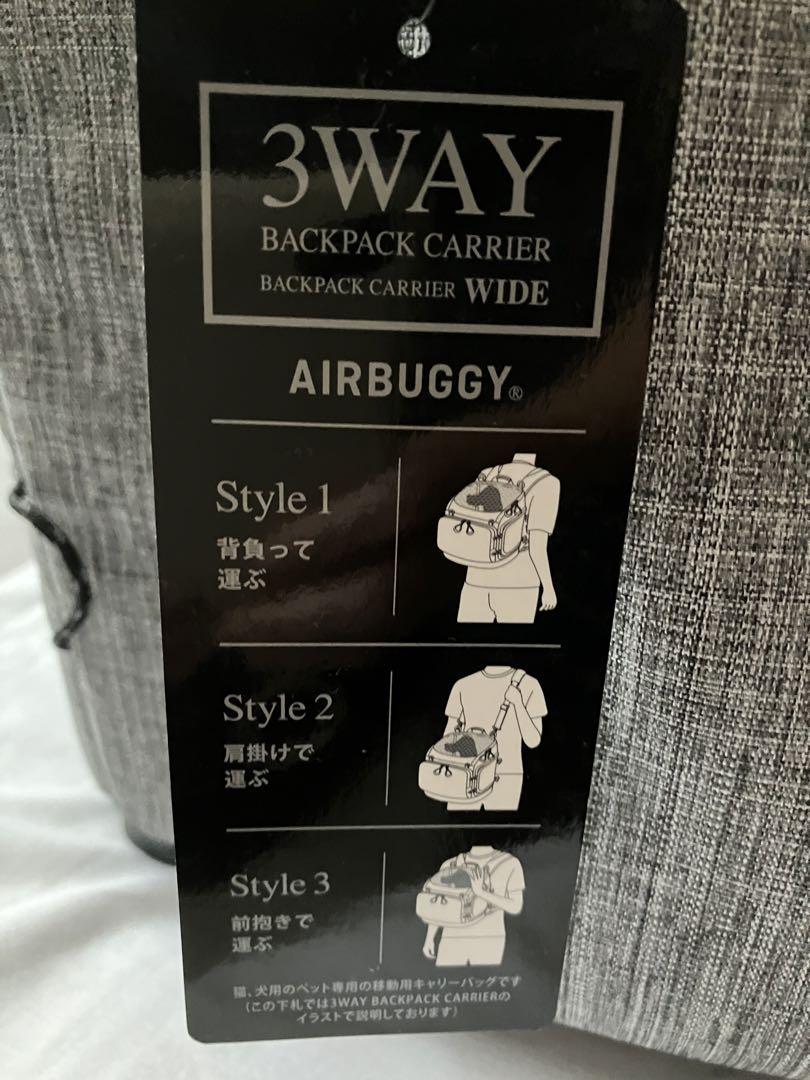 3WAY
BACKPACK CARRIER
BACKPACK CARRIER WIDE
AIRBUGGY®
Style 1
背負って
運ぶ
Style 2
肩掛けで
運ぶ
Style 3
前抱きで
運ぶ
猫、犬用のペット専用の移動用キャリーバッグです
(この下札では3WAY BACKPACK CARRIERの
イラストで説明しております)